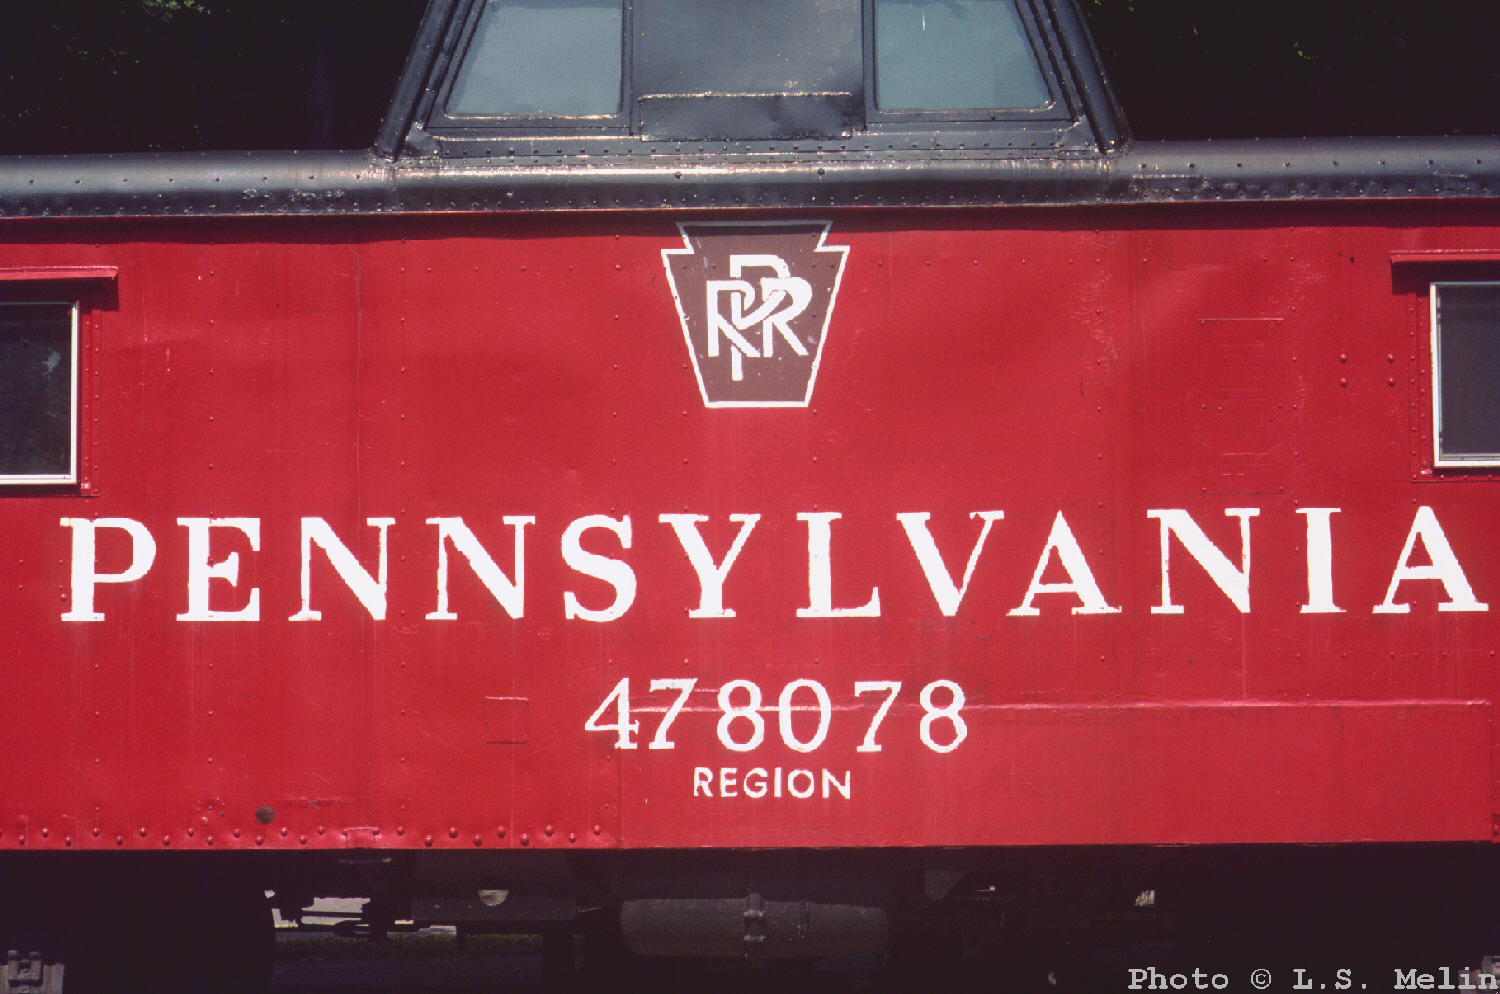 PRR
PENNSYLVANIA
478078
REGION
Photo © L.S. Melin